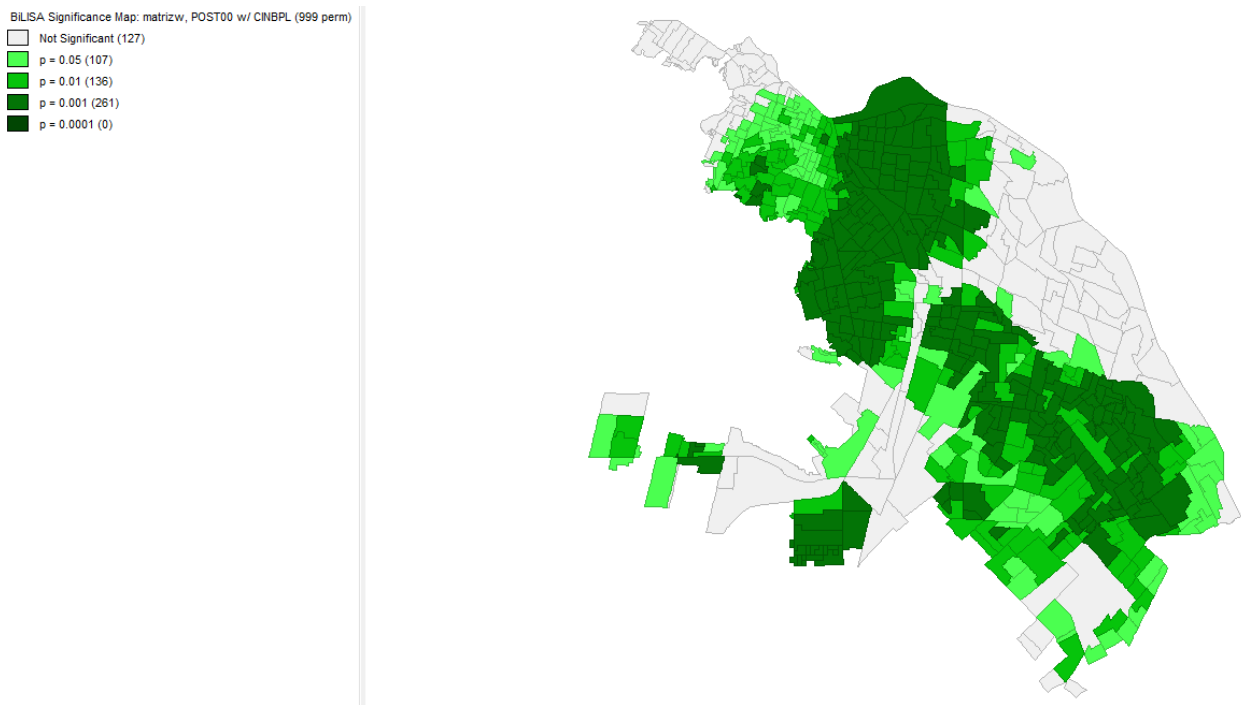 BiLISA Significance Map: matrizw, POST00 w/ CINBPL (999 perm)
Not Significant (127)
p = 0.05 (107)
p = 0.01 (136)
p = 0.001 (261)
p = 0.0001 (0)